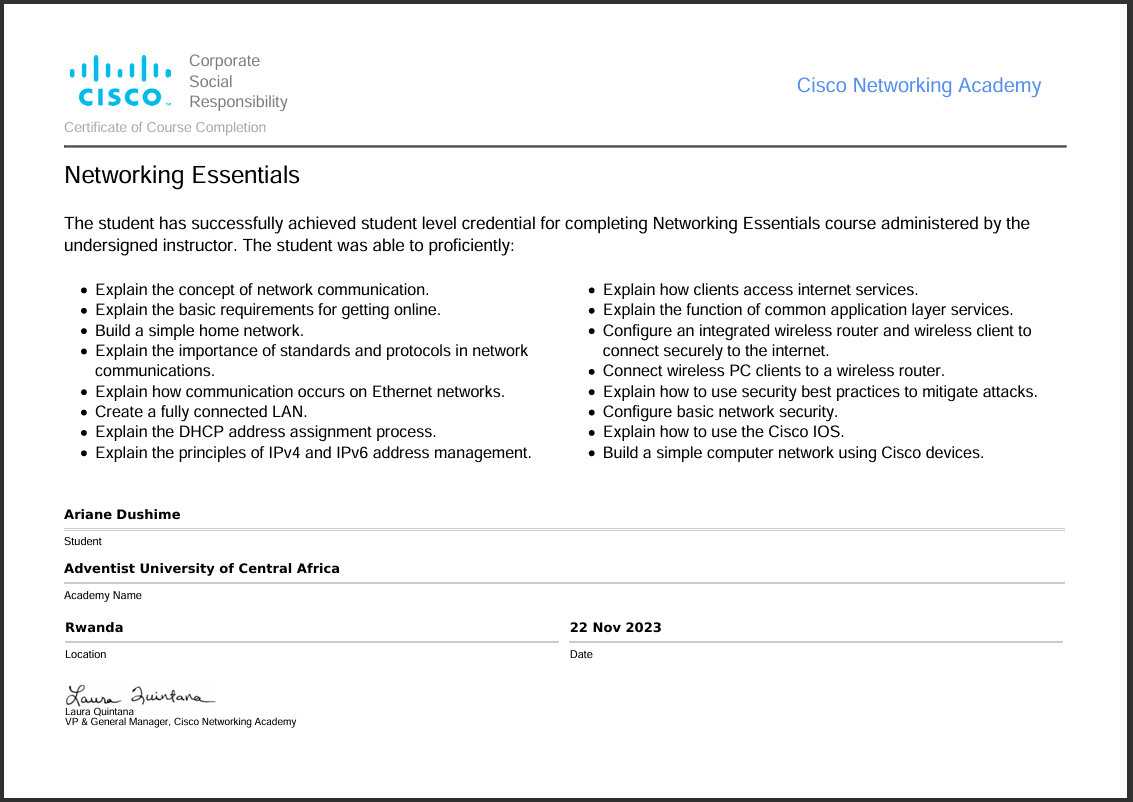 CISCO
Corporate
Social
Responsibility
Cisco Networking Academy
Certificate of Course Completion
Networking Essentials
The student has successfully achieved student level credential for completing Networking Essentials course administered by the
undersigned instructor. The student was able to proficiently:
• Explain the concept of network communication.
• Explain the basic requirements for getting online.
• Build a simple home network.
• Explain the importance of standards and protocols in network
communications.
• Explain how communication occurs on Ethernet networks.
• Create a fully connected LAN.
• Explain the DHCP address assignment process.
• Explain the principles of IPv4 and IPv6 address management.
• Explain how clients access internet services.
• Explain the function of common application layer services.
• Configure an integrated wireless router and wireless client to
connect securely to the internet.
• Connect wireless PC clients to a wireless router.
• Explain how to use security best practices to mitigate attacks.
• Configure basic network security.
• Explain how to use the Cisco IOS.
• Build a simple computer network using Cisco devices.
Ariane Dushime
Student
Adventist University of Central Africa
Academy Name
Rwanda
Location
22 Nov 2023
Date
Laura Quintana
Laura Quintana
VP & General Manager, Cisco Networking Academy